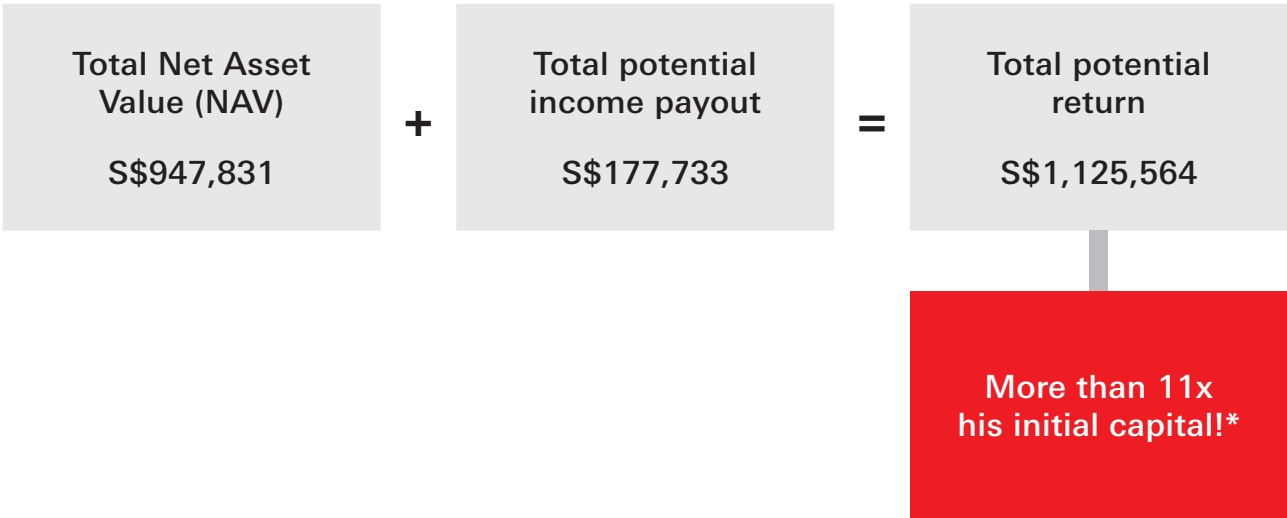 Total Net Asset
Value (NAV)
S$947,831
+
Total potential
income payout
S$177,733
=
Total potential
return
S$1,125,564
More than 11x
his initial capital!*